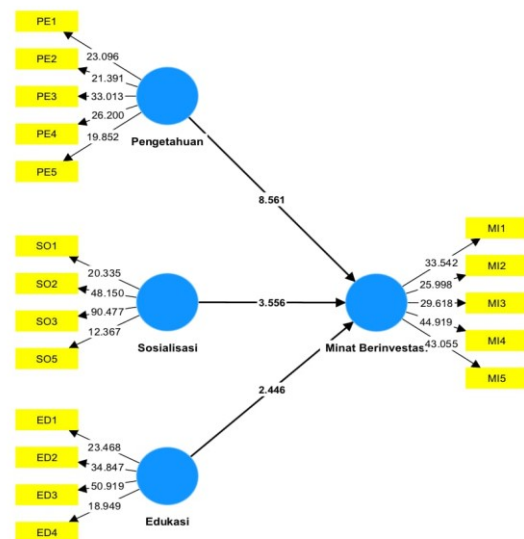 PE1
PE2
PE3
PE4
PE5
23.096
21.391
33.013
26.200
19.852
Pengetahuan
8.561
SO1
SO2
SO3
SO5
20.335
48.150
90.477
12.367
Sosialisasi
3.556
ED1
ED2
ED3
ED4
23.468
34.847
50.919
18.949
Edukasi
2.446
Minat Berinvestas.
33.542
25.998
29.618
44.919
43.055
MI1
MI2
MI3
MI4
MI5